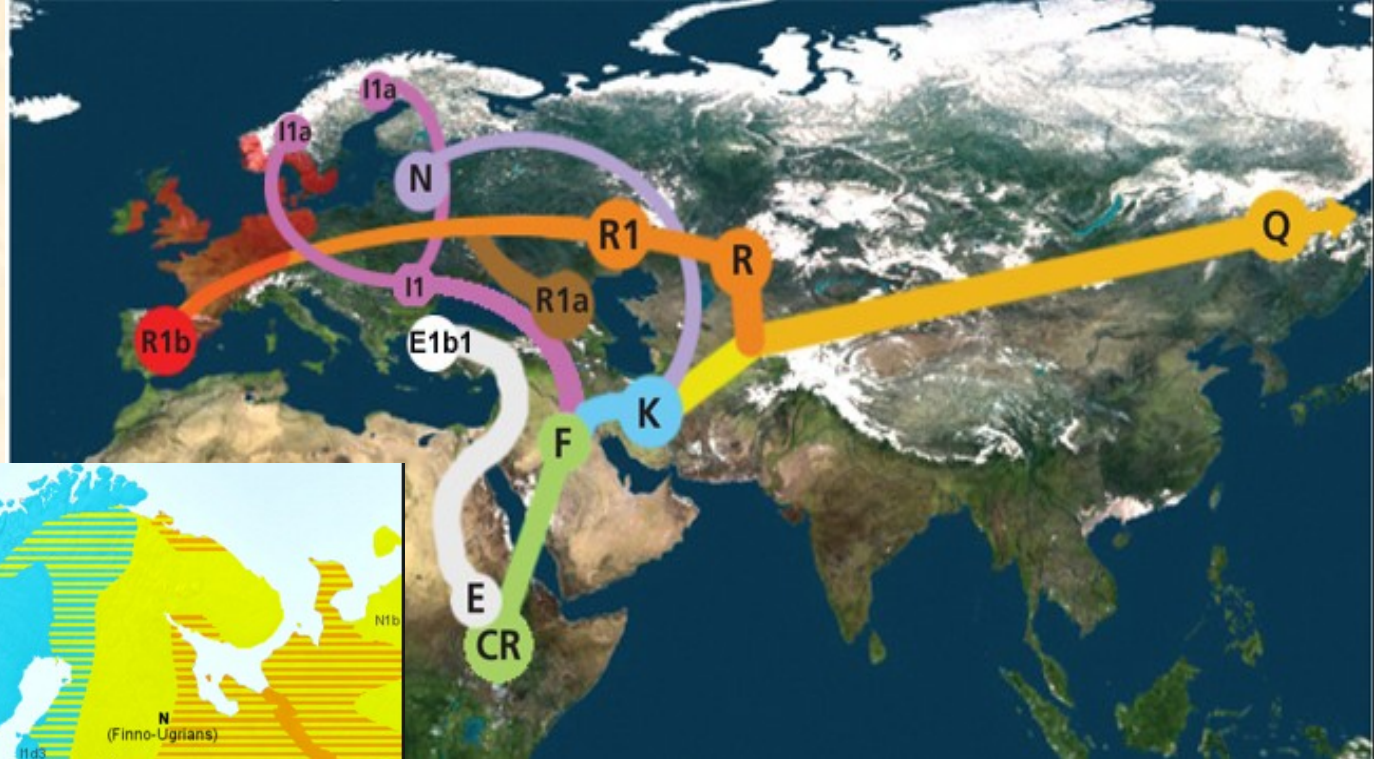 I1a
I1a
N
R1
R
Q
I1
R1a
R1b
E1b1
K
F
E
CR
N1b
N
(Finno-Ugrians)
I1d3